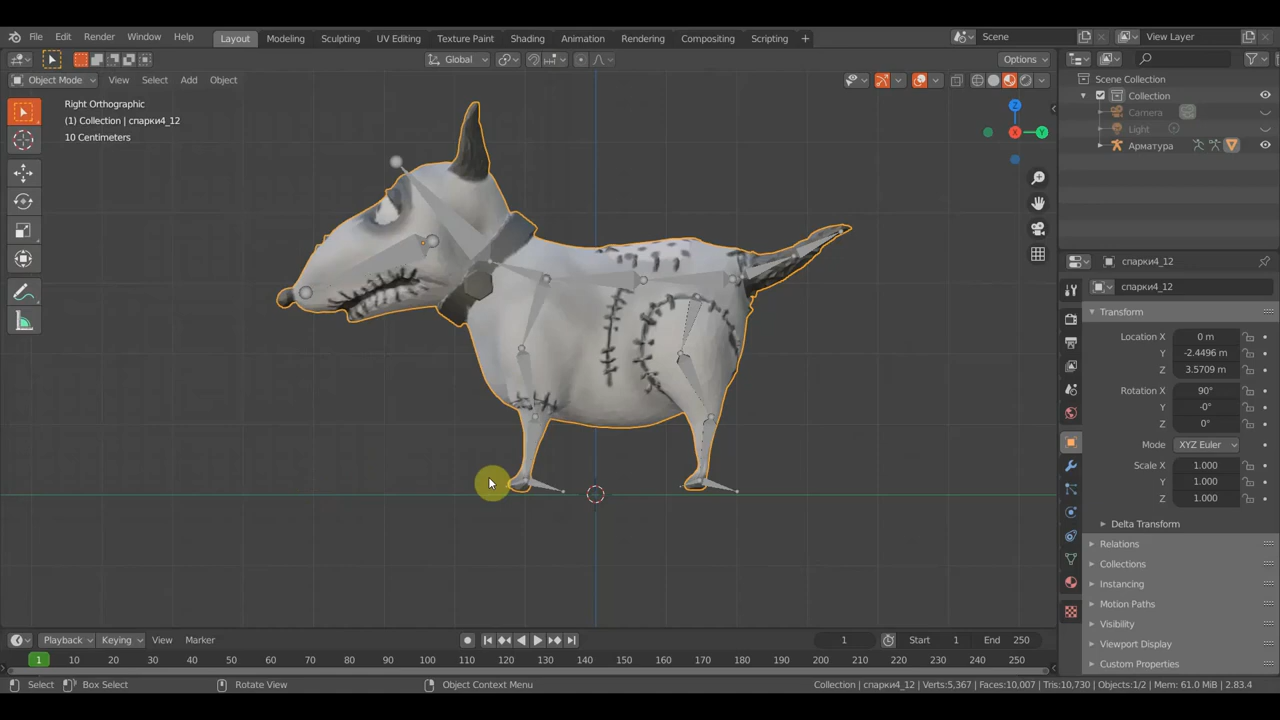 File Edit Render Window Help Layout Modeling Sculpting UV Editing Texture Paint Shading Animation Rendering Compositing Scripting + Scene View Layer
Global Options
Object Mode View Select Add Object
Right Orthographic
(1) Collection | спарки4_12
10 Centimeters
Z
X
Y
Scene Collection
Collection
Camera
Light
Арматура
спарки4_12
спарки4_12
Transform
Location X 0 m
Y -2.4496 m
Z 3.5709 m
Rotation X 90°
Y -0°
Z 0°
Mode XYZ Euler
Scale X 1.000
Y 1.000
Z 1.000
Delta Transform
Relations
Collections
Instancing
Motion Paths
Visibility
Viewport Display
Custom Properties
Playback Keying View Marker 1 Start 1 End 250
1 10 20 30 40 50 60 70 80 90 100 110 120 130 140 150 160 170 180 190 200 210 220 230 240 250
Select Box Select Rotate View Object Context Menu Collection | спарки4_12 | Verts:5,367 | Faces:10,007 | Tris:10,730 | Objects:1/2 | Mem: 61.0 MiB | 2.83.4